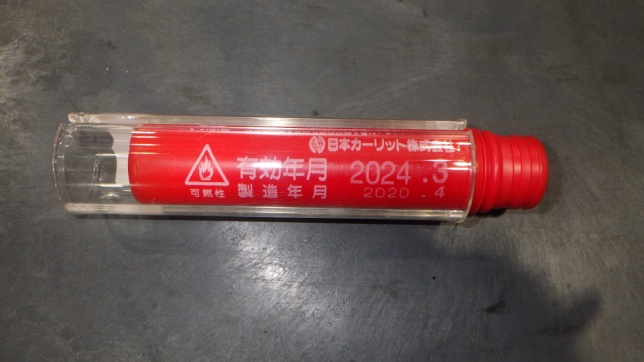 日本カーリット株式会社
有効年月 2024.3
可燃性 製造年月 2020.4